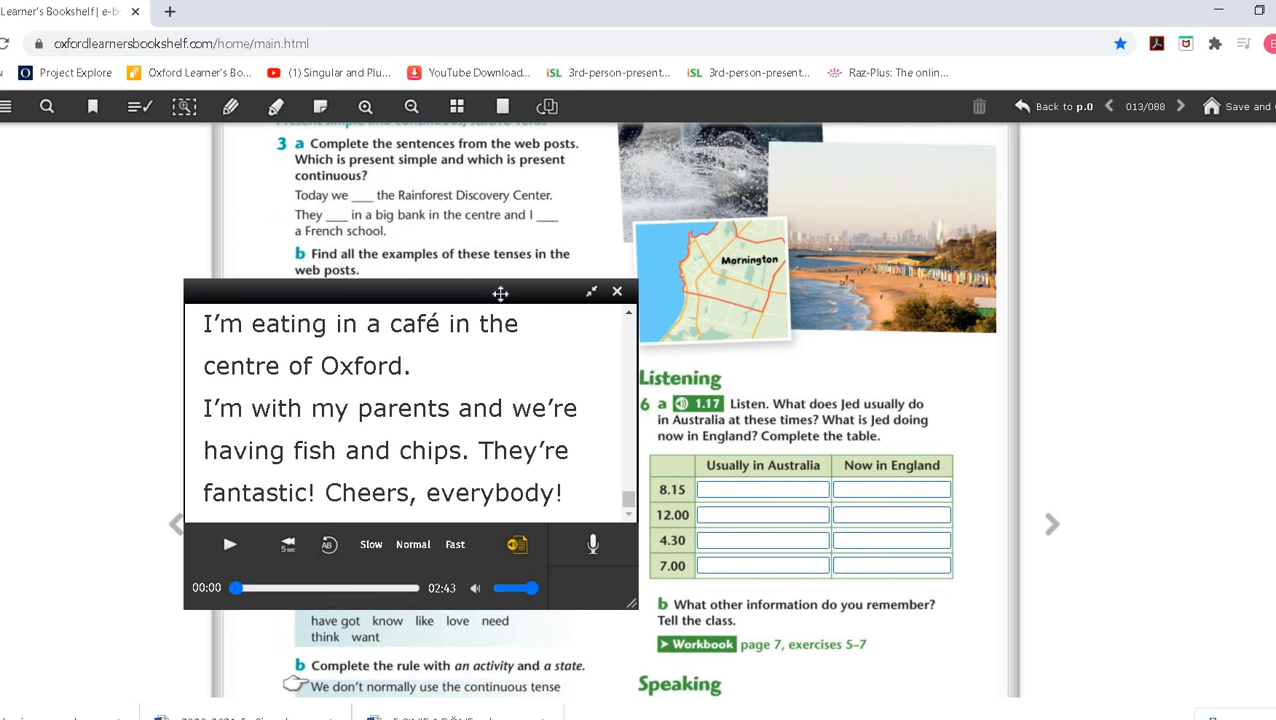 Learner's Bookshelf | e-bo
oxfordlearnersbookshelf.com/home/main.html
Project Explore
Oxford Learner's Bo...
(1) Singular and Plu...
YouTube Download...
iSL 3rd-person-present...
iSL 3rd-person-present...
Raz-Plus: The onlin...
Back to p.0
013/088
Save and
3 a Complete the sentences from the web posts.
Which is present simple and which is present
continuous?
Today we ___ the Rainforest Discovery Center.
They ___ in a big bank in the centre and I ___
a French school.
b Find all the examples of these tenses in the
web posts.
I'm eating in a café in the
centre of Oxford.
I'm with my parents and we're
having fish and chips. They're
fantastic! Cheers, everybody!
5 sec
AB
Slow
Normal
Fast
00:00
02:43
have got know like love need
think want
b Complete the rule with an activity and a state.
We don't normally use the continuous tense
Mornington
Listening
6 a 1.17 Listen. What does Jed usually do
in Australia at these times? What is Jed doing
now in England? Complete the table.
Usually in Australia Now in England
8.15
12.00
4.30
7.00
b What other information do you remember?
Tell the class.
Workbook page 7, exercises 5–7
Speaking